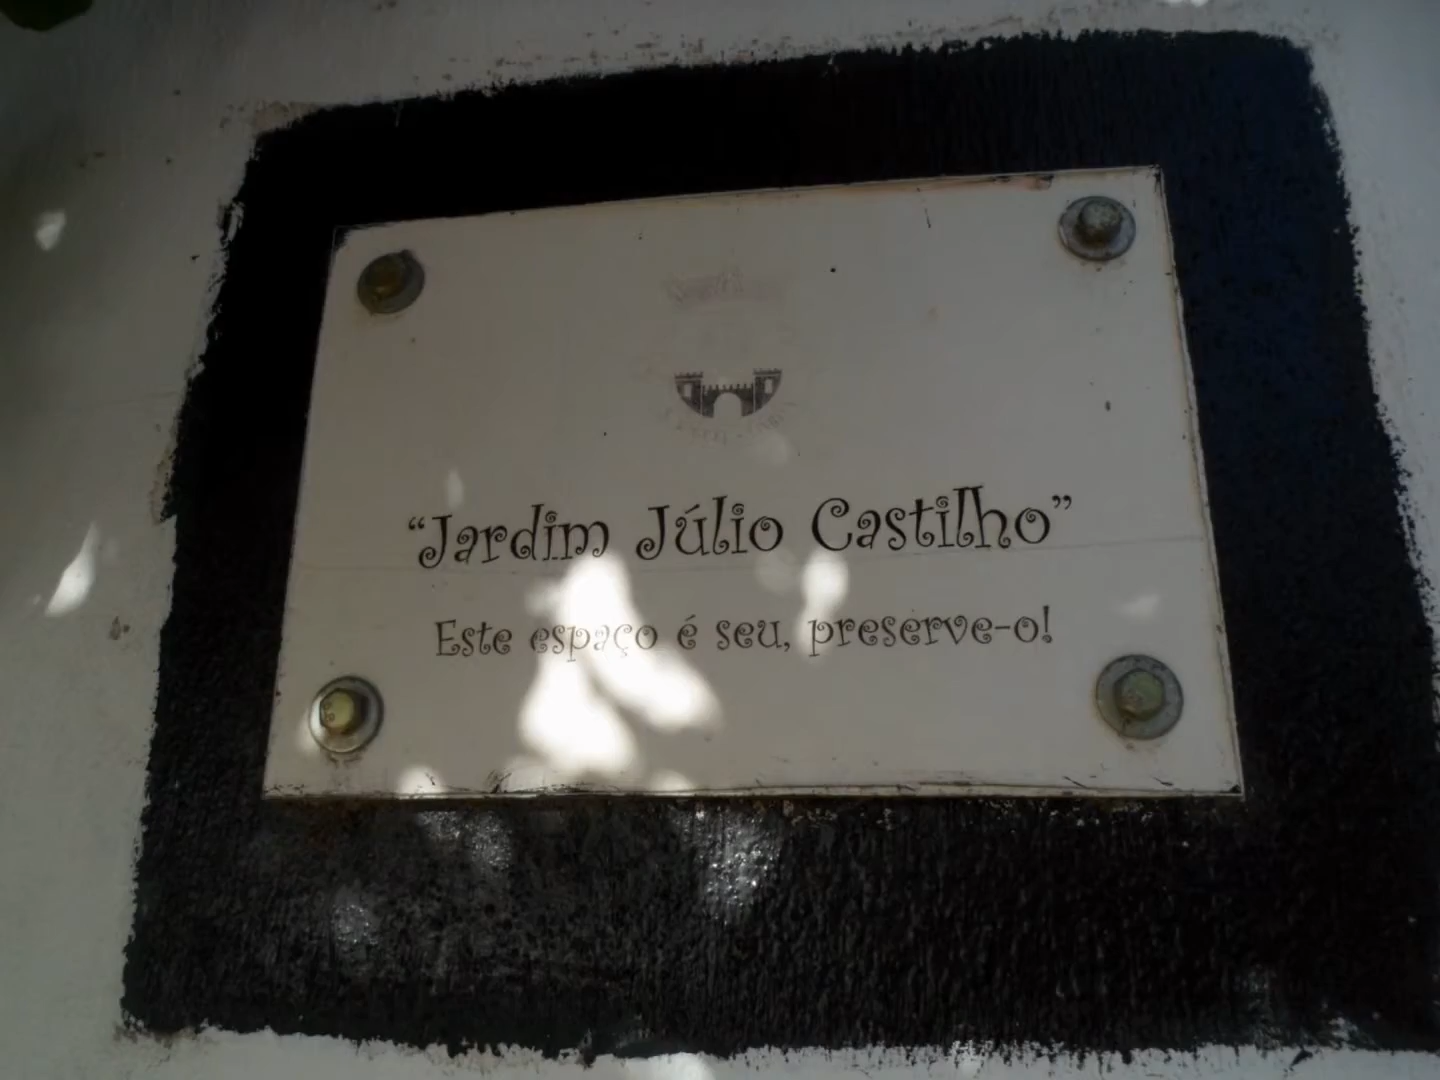 “Jardim Júlio Castilho”
Este espaço é seu, preserve-o!